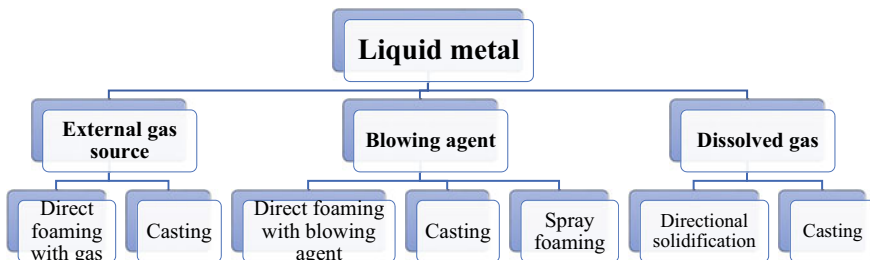 Liquid metal
External gas
source
Blowing agent
Dissolved gas
Direct
foaming
with gas
Casting
Direct foaming
with blowing
agent
Casting
Spray
foaming
Directional
solidification
Casting